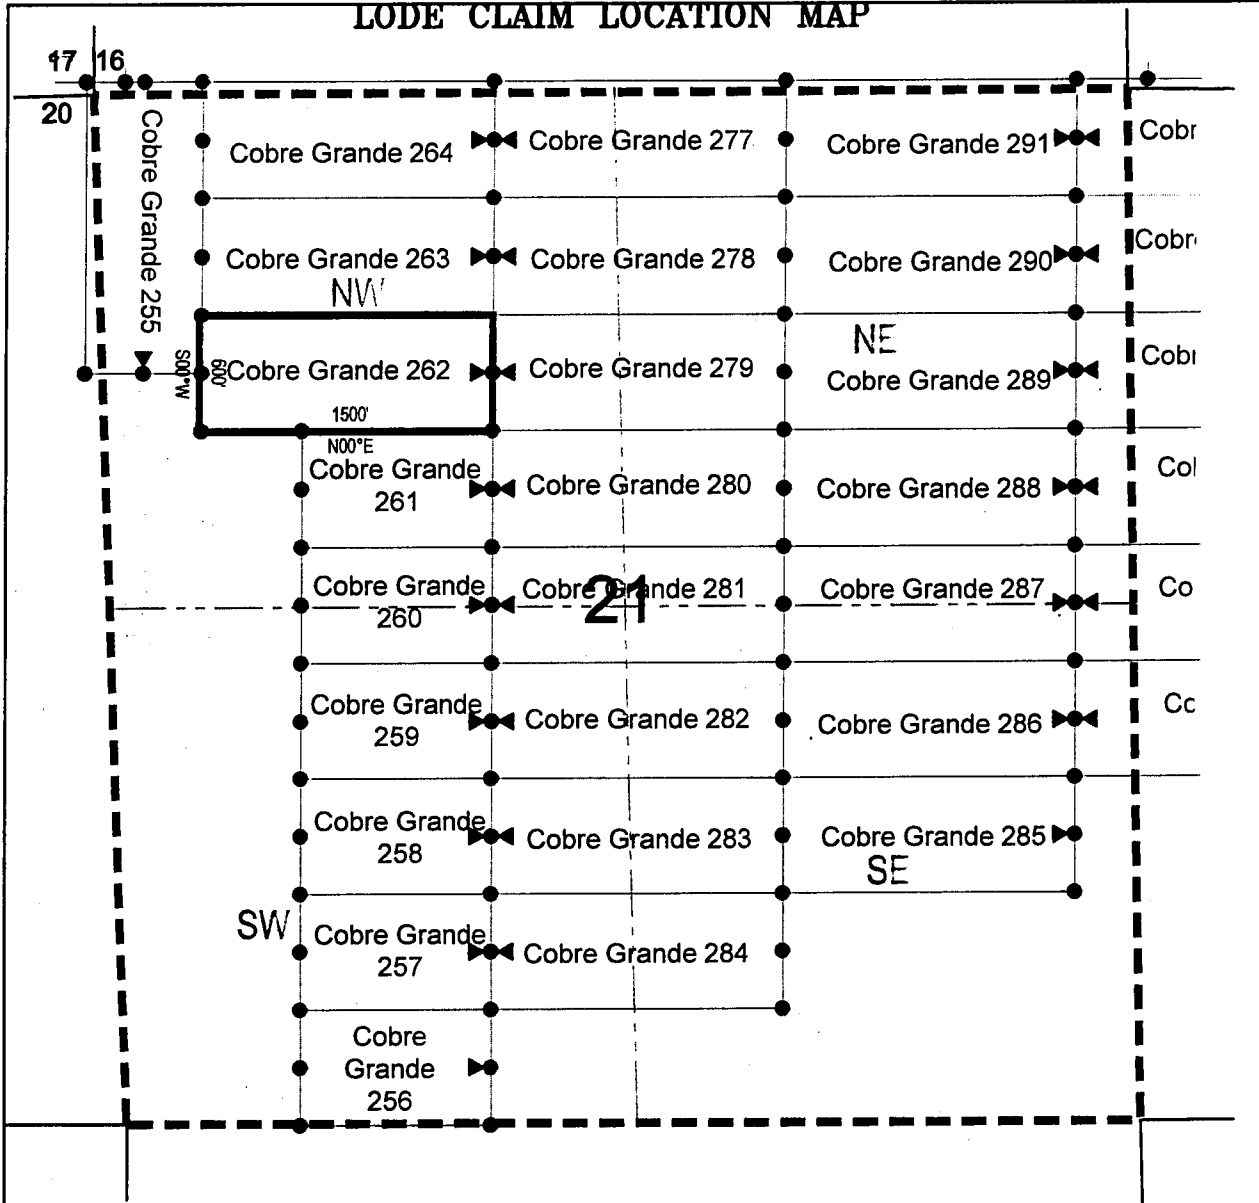 LODE CLAIM LOCATION MAP
17 16
20
Cobre Grande 255
Cobre Grande 264
Cobre Grande 277
Cobre Grande 291
Cobr
Cobre Grande 263
Cobre Grande 278
Cobre Grande 290
Cobr
NW
NE
Cobre Grande 262
Cobre Grande 279
Cobre Grande 289
Cobr
S00°W
600'
1500'
N00°E
Cobre Grande
261
Cobre Grande 280
Cobre Grande 288
Col
Cobre Grande
260
Cobre Grande 281
21
Cobre Grande 287
Co
Cobre Grande
259
Cobre Grande 282
Cobre Grande 286
Cobre Grande
258
Cobre Grande 283
Cobre Grande 285
SE
SW
Cobre Grande
257
Cobre Grande 284
Cobre
Grande
256